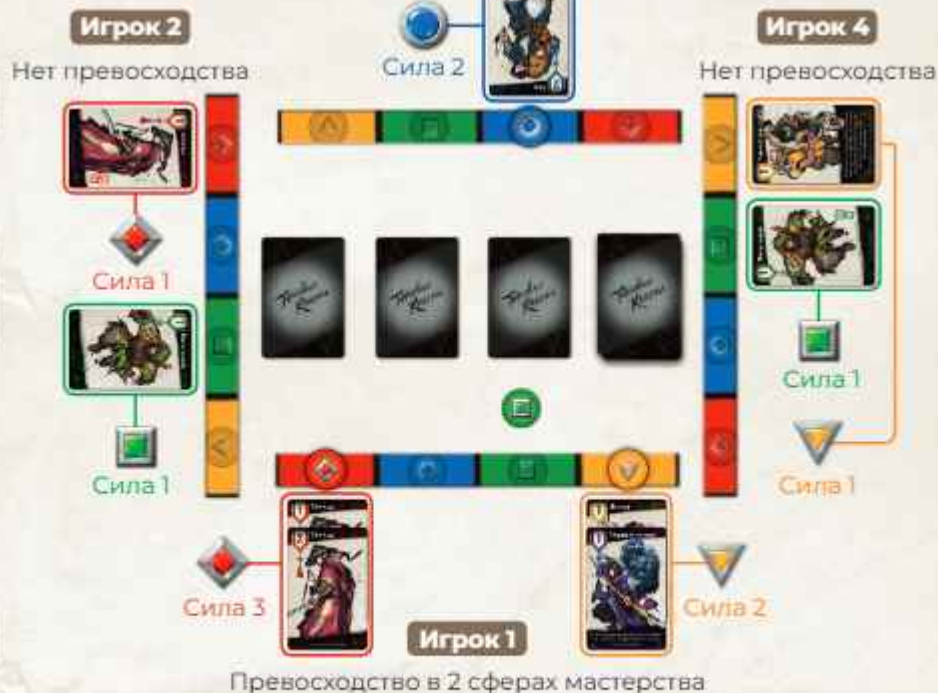 Игрок 2
Игрок 4
Нет превосходства
Сила 2
Нет превосходства
Сила 1
Сила 1
Сила 1
Сила 1
Сила 3
Сила 2
Игрок 1
Превосходство в 2 сферах мастерства